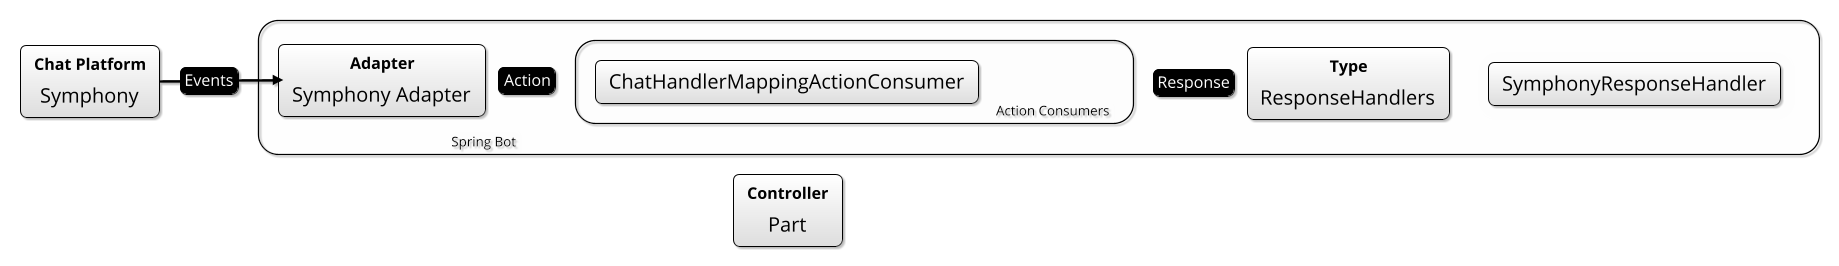 Chat Platform
Symphony
Events
Adapter
Symphony Adapter
Action
ChatHandlerMappingActionConsumer
Action Consumers
Response
Type
ResponseHandlers
SymphonyResponseHandler
Spring Bot
Controller
Part